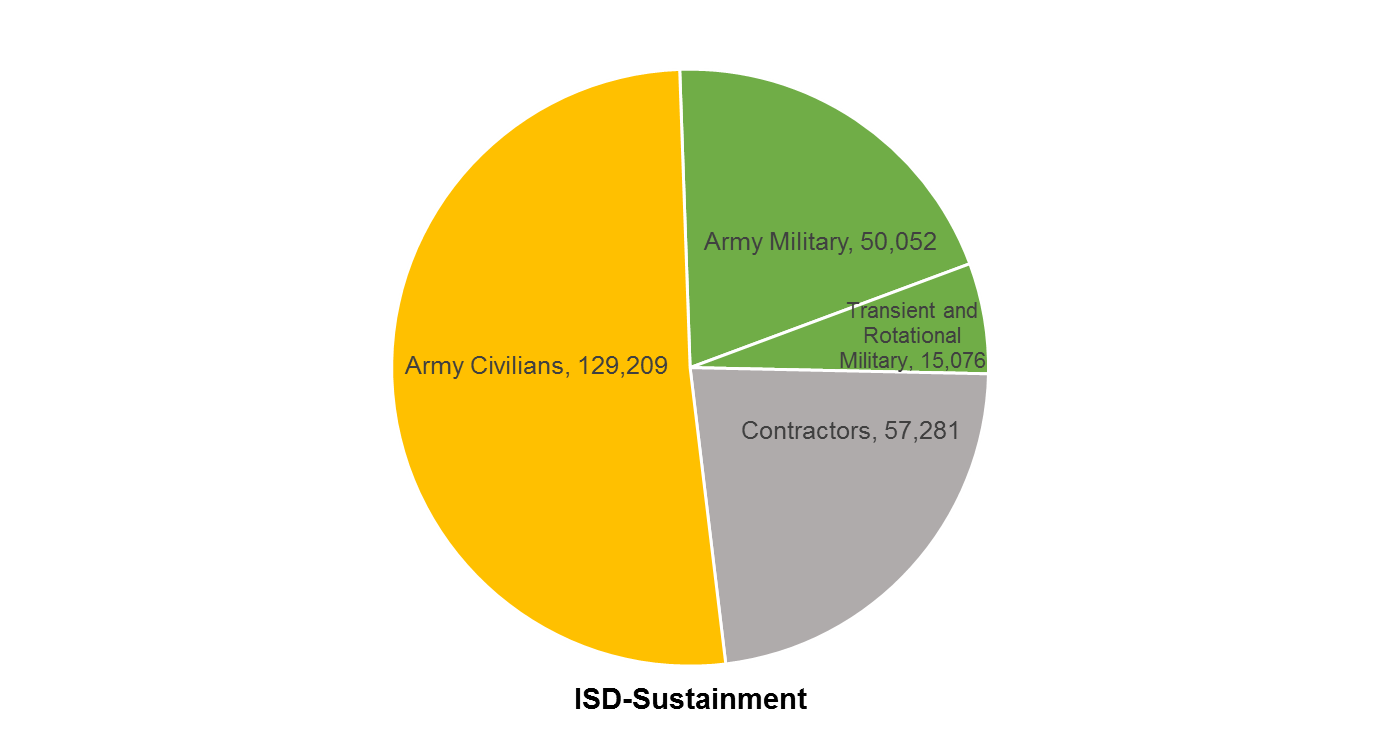 Army Military, 50,052
Transient and
Rotational
Military, 15,076
Army Civilians, 129,209
Contractors, 57,281
ISD-Sustainment